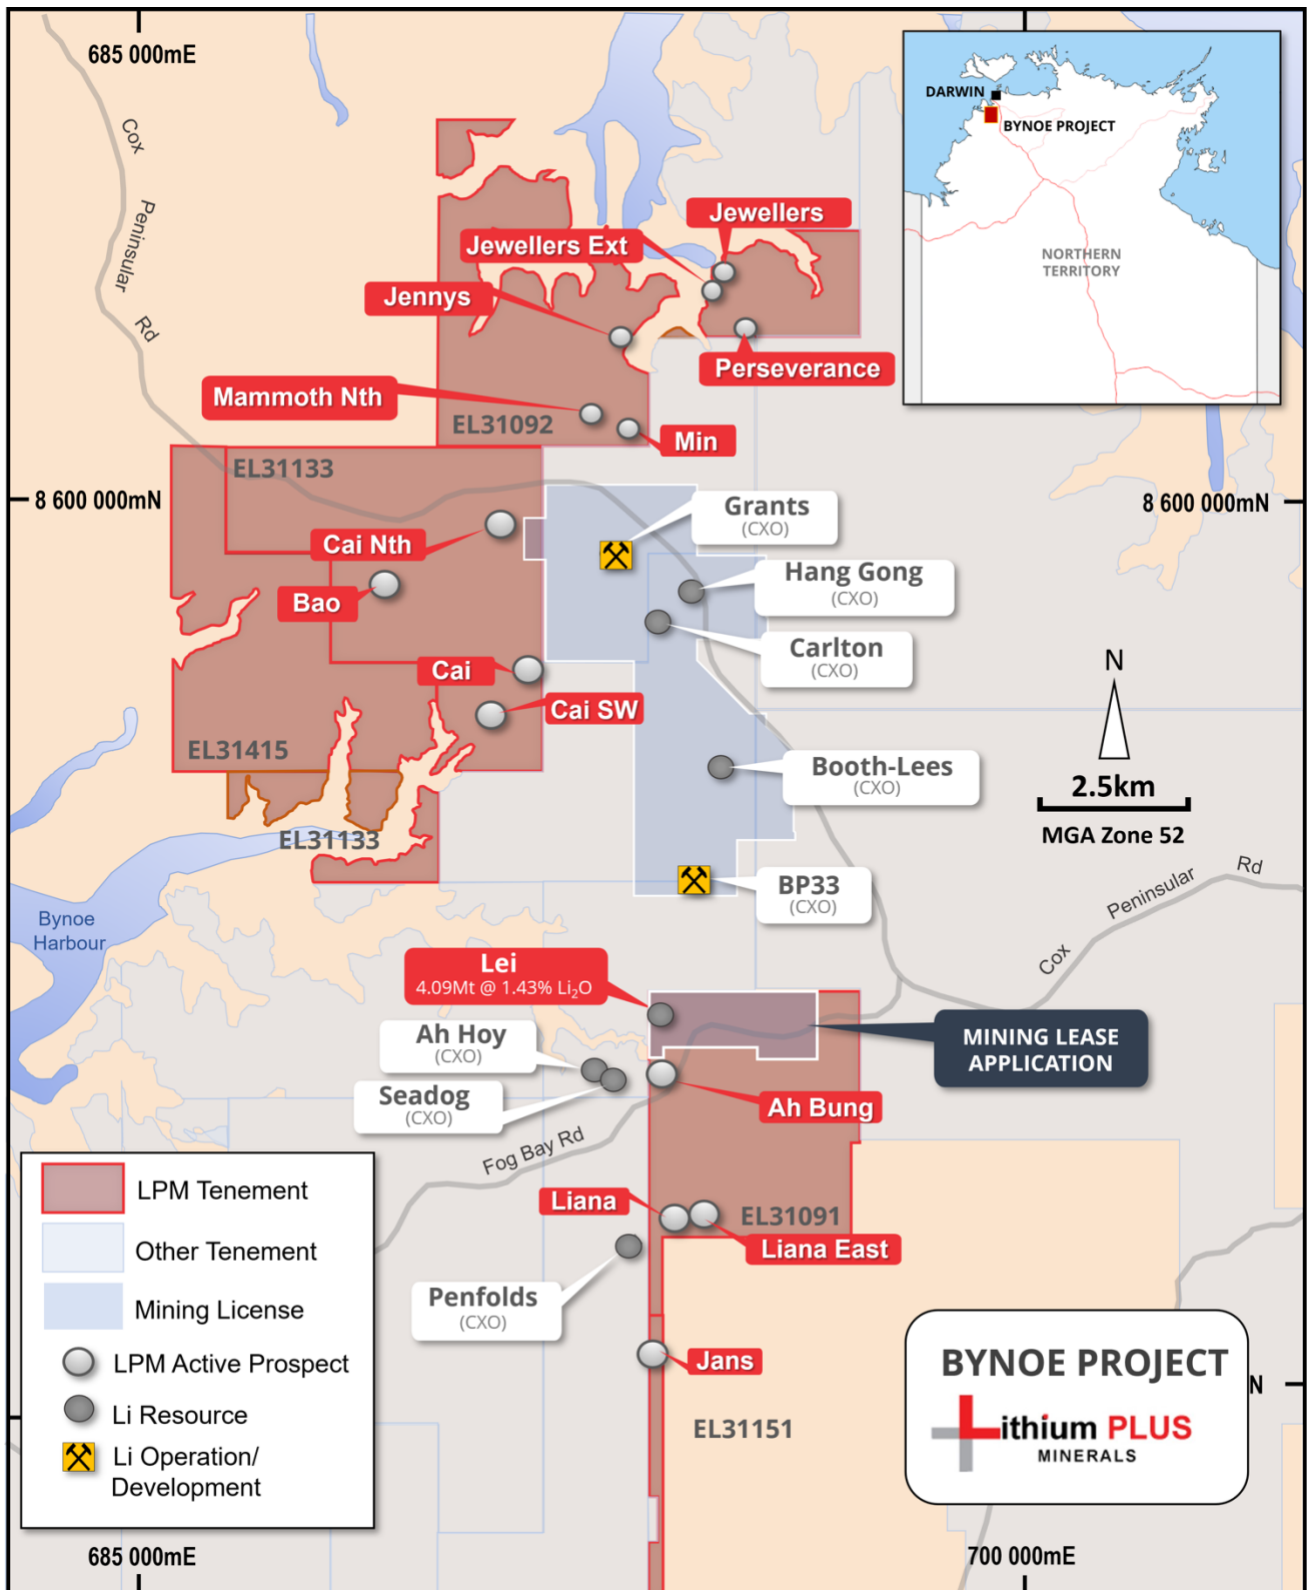 685 000mE
Cox
Peninsular
Rd
DARWIN
BYNOE PROJECT
NORTHERN
TERRITORY
Jewellers
Jewellers Ext
Jennys
Perseverance
Mammoth Nth
EL31092
Min
EL31133
8 600 000mN
8 600 000mN
Grants
(CXO)
Cai Nth
Hang Gong
(CXO)
Bao
Carlton
(CXO)
Cai
Cai SW
N
EL31415
Booth-Lees
(CXO)
2.5km
MGA Zone 52
EL31133
BP33
(CXO)
Cox
Peninsular
Rd
Bynoe
Harbour
Lei
4.09Mt @ 1.43% Li₂O
Ah Hoy
(CXO)
MINING LEASE
APPLICATION
Seadog
(CXO)
Ah Bung
Fog Bay Rd
Liana
EL31091
Liana East
Penfolds
(CXO)
Jans
EL31151
LPM Tenement
Other Tenement
Mining License
LPM Active Prospect
Li Resource
Li Operation/
Development
BYNOE PROJECT
N
Lithium PLUS
MINERALS
685 000mE
700 000mE